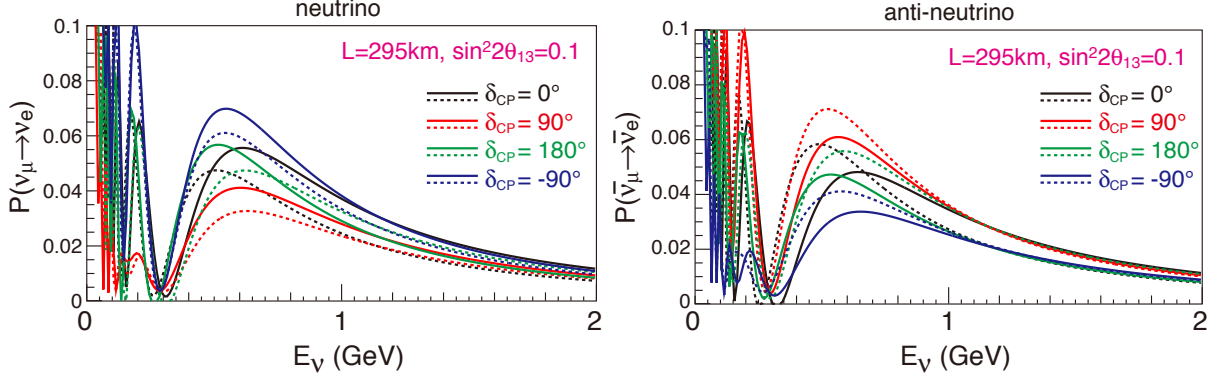 neutrino
P(νμ→νe)
0.1
0.08
0.06
0.04
0.02
0
L=295km, sin²2θ₁₃=0.1
δCP = 0°
δCP = 90°
δCP = 180°
δCP = -90°
0 1 2
Eν (GeV)
anti-neutrino
P(ν̄μ→ν̄e)
0.1
0.08
0.06
0.04
0.02
0
L=295km, sin²2θ₁₃=0.1
δCP = 0°
δCP = 90°
δCP = 180°
δCP = -90°
0 1 2
Eν (GeV)